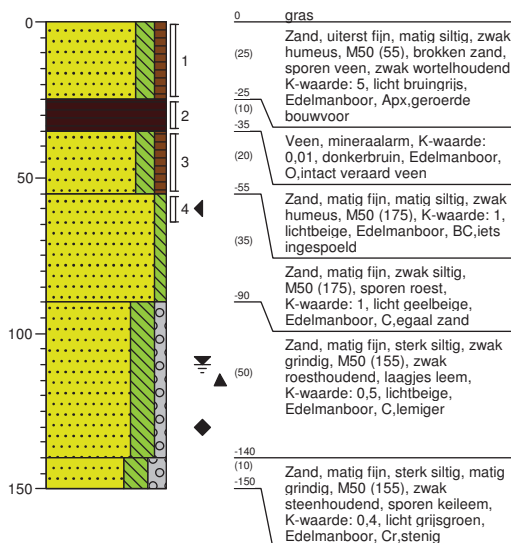 0 gras
Zand, uiterst fijn, matig siltig, zwak
humeus, M50 (55), brokken zand,
sporen veen, zwak wortelhoudend,
K-waarde: 5, licht bruingrijs,
Edelmanboor, Apx,geroerde
bouwvoor
Veen, mineraalarm, K-waarde:
0,01, donkerbruin, Edelmanboor,
O,intact veraard veen
Zand, matig fijn, matig siltig, zwak
humeus, M50 (175), K-waarde: 1,
lichtbeige, Edelmanboor, BC,iets
ingespoeld
Zand, matig fijn, zwak siltig,
M50 (175), sporen roest,
K-waarde: 1, licht geelbeige,
Edelmanboor, C,egaal zand
Zand, matig fijn, sterk siltig, zwak
grindig, M50 (155), zwak
roesthoudend, laagjes leem,
K-waarde: 0,5, lichtbeige,
Edelmanboor, C,lemiger
Zand, matig fijn, sterk siltig, matig
grindig, M50 (155), zwak
steenhoudend, sporen keileem,
K-waarde: 0,4, licht grijsgroen,
Edelmanboor, Cr,stenig
(25)
-25
(10)
-35
(20)
-55
(35)
-90
(50)
-140
(10)
-150
0
50
100
150
1
2
3
4